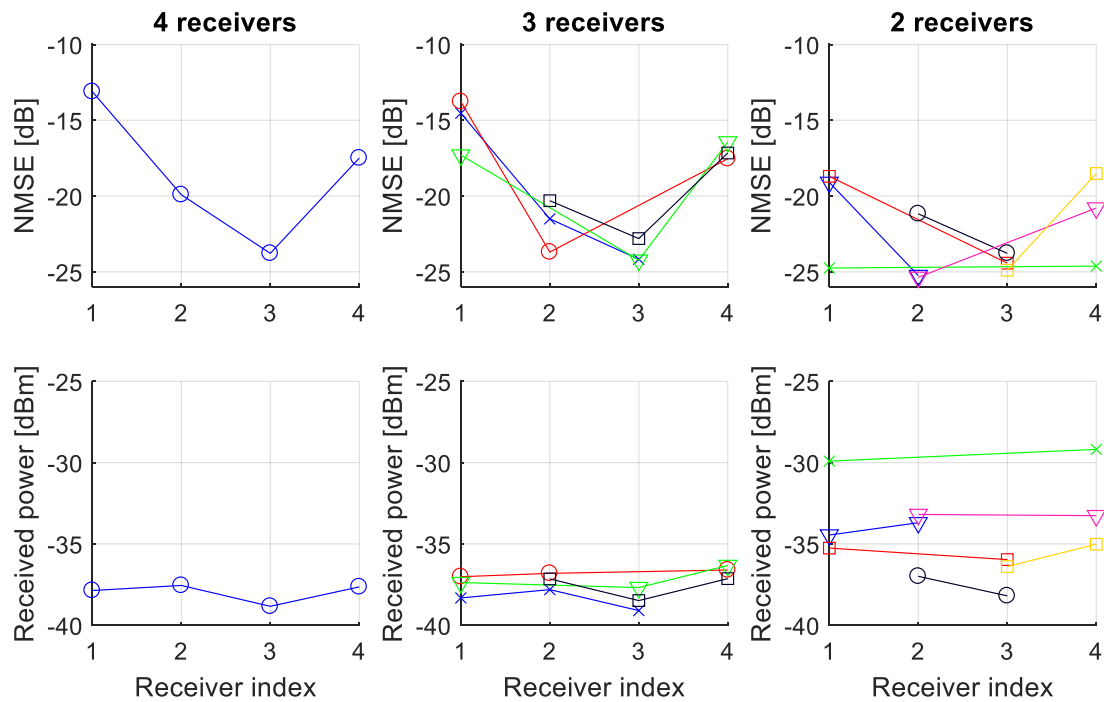 4 receivers
3 receivers
2 receivers
NMSE [dB]
-10
-15
-20
-25
1 2 3 4
NMSE [dB]
-10
-15
-20
-25
1 2 3 4
NMSE [dB]
-10
-15
-20
-25
1 2 3 4
Received power [dBm]
-25
-30
-35
-40
1 2 3 4
Receiver index
Received power [dBm]
-25
-30
-35
-40
1 2 3 4
Receiver index
Received power [dBm]
-25
-30
-35
-40
1 2 3 4
Receiver index